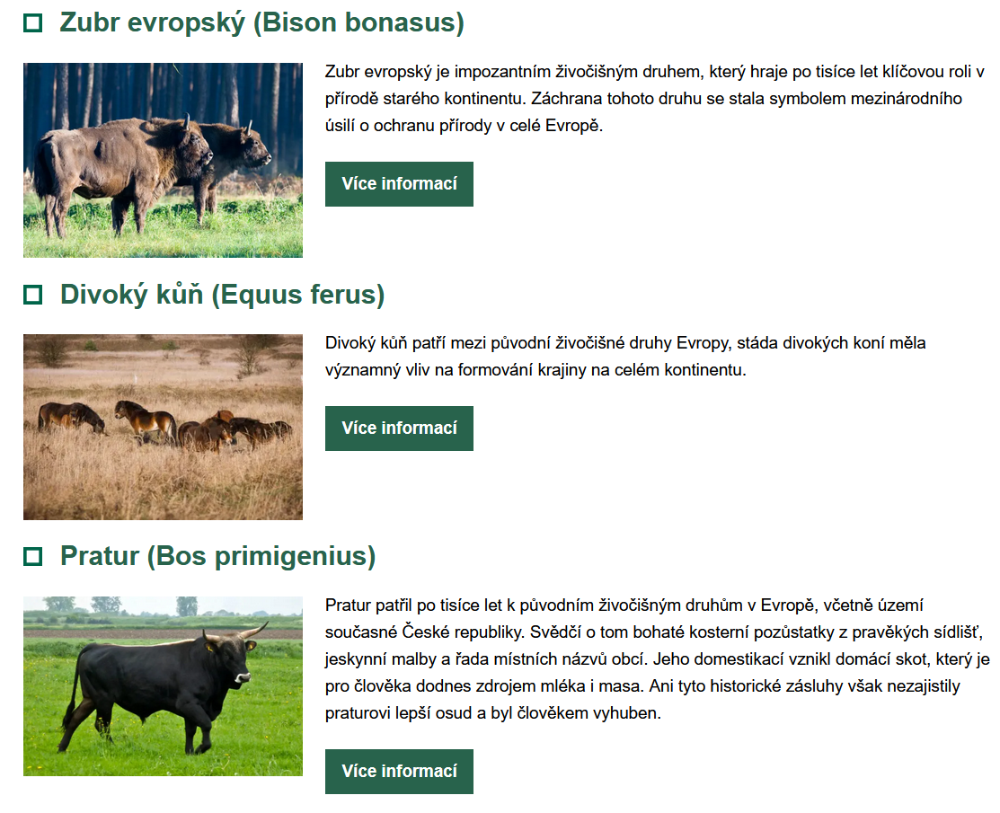 Zubr evropský (Bison bonasus)
Zubr evropský je impozantním živočišným druhem, který hraje po tisíce let klíčovou roli v
přírodě starého kontinentu. Záchrana tohoto druhu se stala symbolem mezinárodního
úsilí o ochranu přírody v celé Evropě.
Více informací
Divoký kůň (Equus ferus)
Divoký kůň patří mezi původní živočišné druhy Evropy, stáda divokých koní měla
významný vliv na formování krajiny na celém kontinentu.
Více informací
Pratur (Bos primigenius)
Pratur patřil po tisíce let k původním živočišným druhům v Evropě, včetně území
současné České republiky. Svědčí o tom bohaté kosterní pozůstatky z pravěkých sídlišť,
jeskynní malby a řada místních názvů obcí. Jeho domestikací vznikl domácí skot, který je
pro člověka dodnes zdrojem mléka i masa. Ani tyto historické zásluhy však nezajistily
praturovi lepší osud a byl člověkem vyhuben.
Více informací